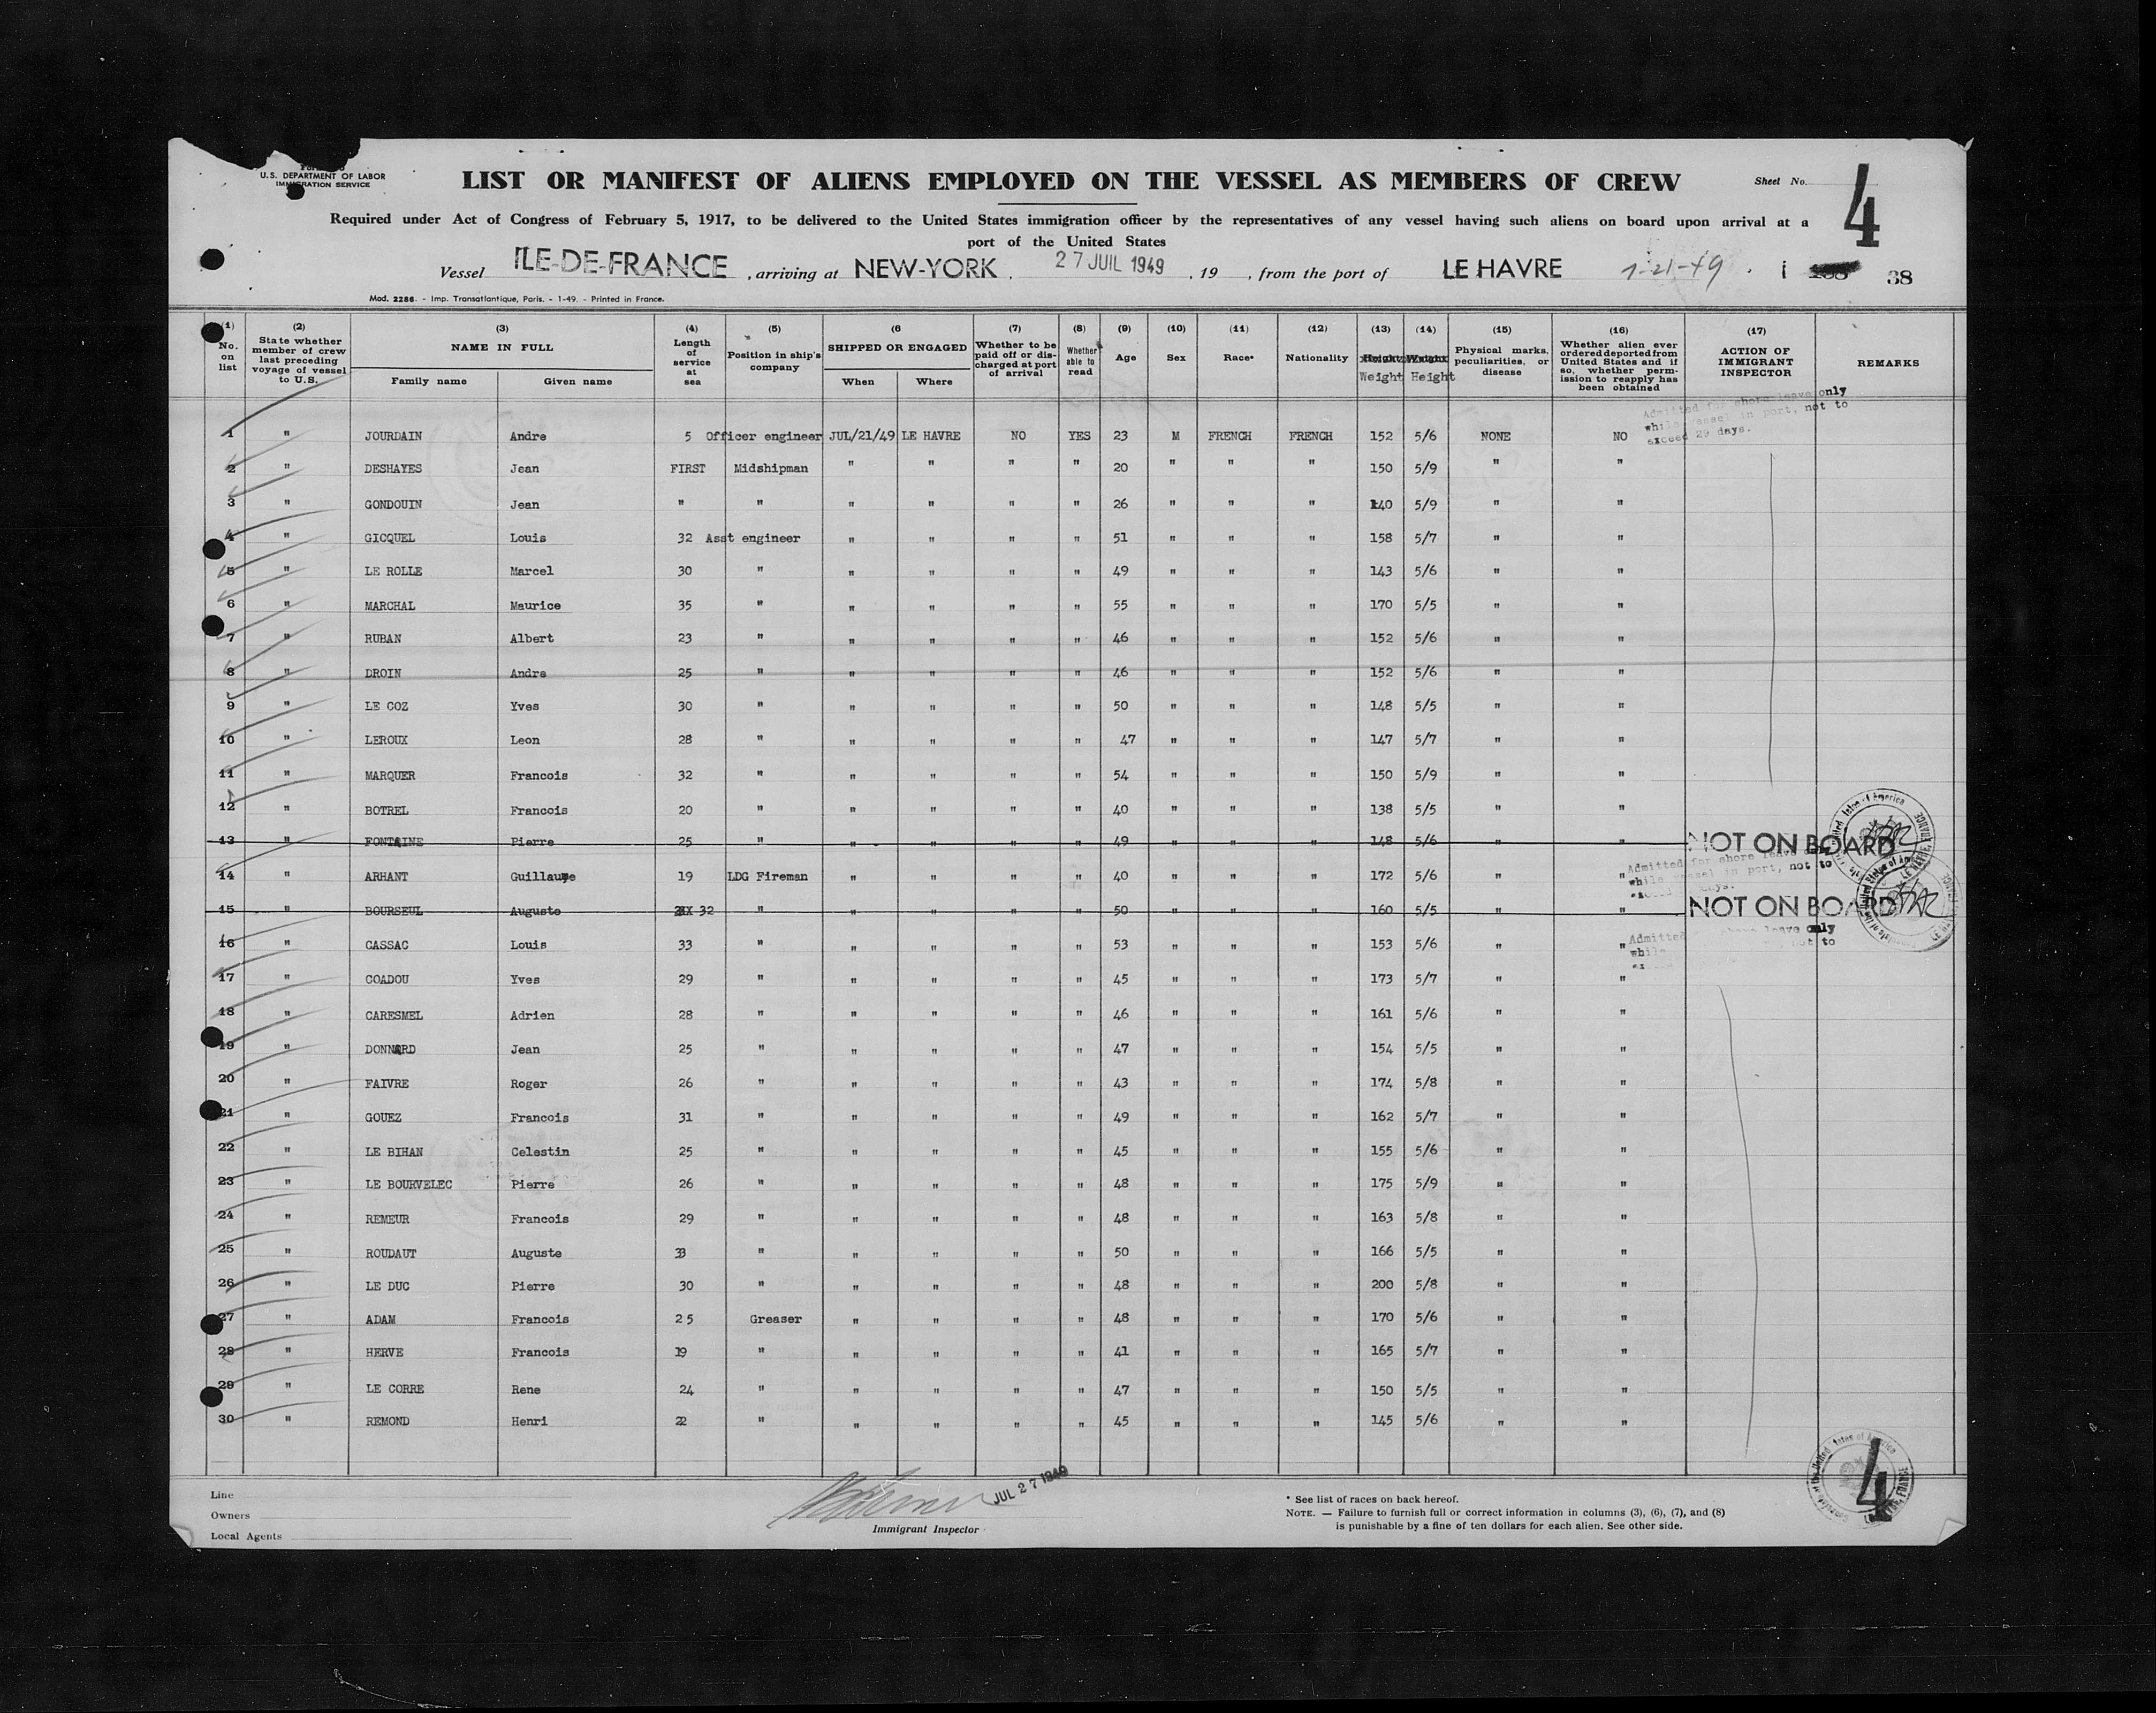 U.S. DEPARTMENT OF LABOR
IMMIGRATION SERVICE
LIST OR MANIFEST OF ALIENS EMPLOYED ON THE VESSEL AS MEMBERS OF CREW
Sheet No. 4
Required under Act of Congress of February 5, 1917, to be delivered to the United States immigration officer by the representatives of any vessel having such aliens on board upon arrival at a
port of the United States
Vessel ILE-DE-FRANCE, arriving at NEW-YORK. 27 JUIL 1949, 19 , from the port of LE HAVRE 7-21-49 38
Mod. 2286. - Imp. Transatlantique, Paris. - 1-49. - Printed in France.
(1) No. on list
(2) State whether member of crew last preceding voyage of vessel to U.S.
(3) NAME IN FULL Family name Given name
(4) Length of service at sea
(5) Position in ship's company
(6 SHIPPED OR ENGAGED When Where
(7) Whether to be paid off or discharged at port of arrival
(8) Whether able to read
(9) Age
(10) Sex
(11) Race*
(12) Nationality
(13) Height Weight
(14) Weight Height
(15) Physical marks, peculiarities, or disease
(16) Whether alien ever ordered deported from United States and if so, whether permission to reapply has been obtained
(17) ACTION OF IMMIGRANT INSPECTOR
REMARKS
Admitted for shore leave only
while vessel in port, not to
exceed 29 days.
1 " JOURDAIN Andre 5 Officer engineer JUL/21/49 LE HAVRE NO YES 23 M FRENCH FRENCH 152 5/6 NONE NO
2 " DESHAYES Jean FIRST Midshipman " " " " 20 " " " 150 5/9 " "
3 " GONDOUIN Jean " " " " " " 26 " " " 140 5/9 " "
4 " GICQUEL Louis 32 Asst engineer " " " " 51 " " " 158 5/7 " "
5 " LE ROLLE Marcel 30 " " " " " 49 " " " 143 5/6 " "
6 " MARCHAL Maurice 35 " " " " " 55 " " " 170 5/5 " "
7 " RUBAN Albert 23 " " " " " 46 " " " 152 5/6 " "
8 " DROIN Andre 25 " " " " " 46 " " " 152 5/6 " "
9 " LE COZ Yves 30 " " " " " 50 " " " 148 5/5 " "
10 " LEROUX Leon 28 " " " " " 47 " " " 147 5/7 " "
11 " MARQUER Francois 32 " " " " " 54 " " " 150 5/9 " "
12 " BOTREL Francois 20 " " " " " 40 " " " 138 5/5 " "
13 " FONTAINE Pierre 25 " " " " " 49 " " " 148 5/6 " " NOT ON BOARD
Admitted for shore leave only
while vessel in port, not to
14 " ARHANT Guillaume 19 LDG Fireman " " " " 40 " " " 172 5/6 " "
15 " BOURSEUL Auguste 32 " " " " " 50 " " " 160 5/5 " " NOT ON BOARD
Admitted shore leave only
while not to
16 " CASSAC Louis 33 " " " " " 53 " " " 153 5/6 " "
17 " COADOU Yves 29 " " " " " 45 " " " 173 5/7 " "
18 " CARESMEL Adrien 28 " " " " " 46 " " " 161 5/6 " "
19 " DONNARD Jean 25 " " " " " 47 " " " 154 5/5 " "
20 " FAIVRE Roger 26 " " " " " 43 " " " 174 5/8 " "
21 " GOUEZ Francois 31 " " " " " 49 " " " 162 5/7 " "
22 " LE BIHAN Celestin 25 " " " " " 45 " " " 155 5/6 " "
23 " LE BOURVELEC Pierre 26 " " " " " 48 " " " 175 5/9 " "
24 " REMEUR Francois 29 " " " " " 48 " " " 163 5/8 " "
25 " ROUDAUT Auguste 33 " " " " " 50 " " " 166 5/5 " "
26 " LE DUC Pierre 30 " " " " " 48 " " " 200 5/8 " "
27 " ADAM Francois 25 Greaser " " " " 48 " " " 170 5/6 " "
28 " HERVE Francois 19 " " " " " 41 " " " 165 5/7 " "
29 " LE CORRE Rene 24 " " " " " 47 " " " 150 5/5 " "
30 " REMOND Henri 22 " " " " " 45 " " " 145 5/6 " "
Line
Owners
Local Agents
JUL 27 1949
Immigrant Inspector
* See list of races on back hereof.
NOTE. — Failure to furnish full or correct information in columns (3), (6), (7), and (8)
is punishable by a fine of ten dollars for each alien. See other side.
4